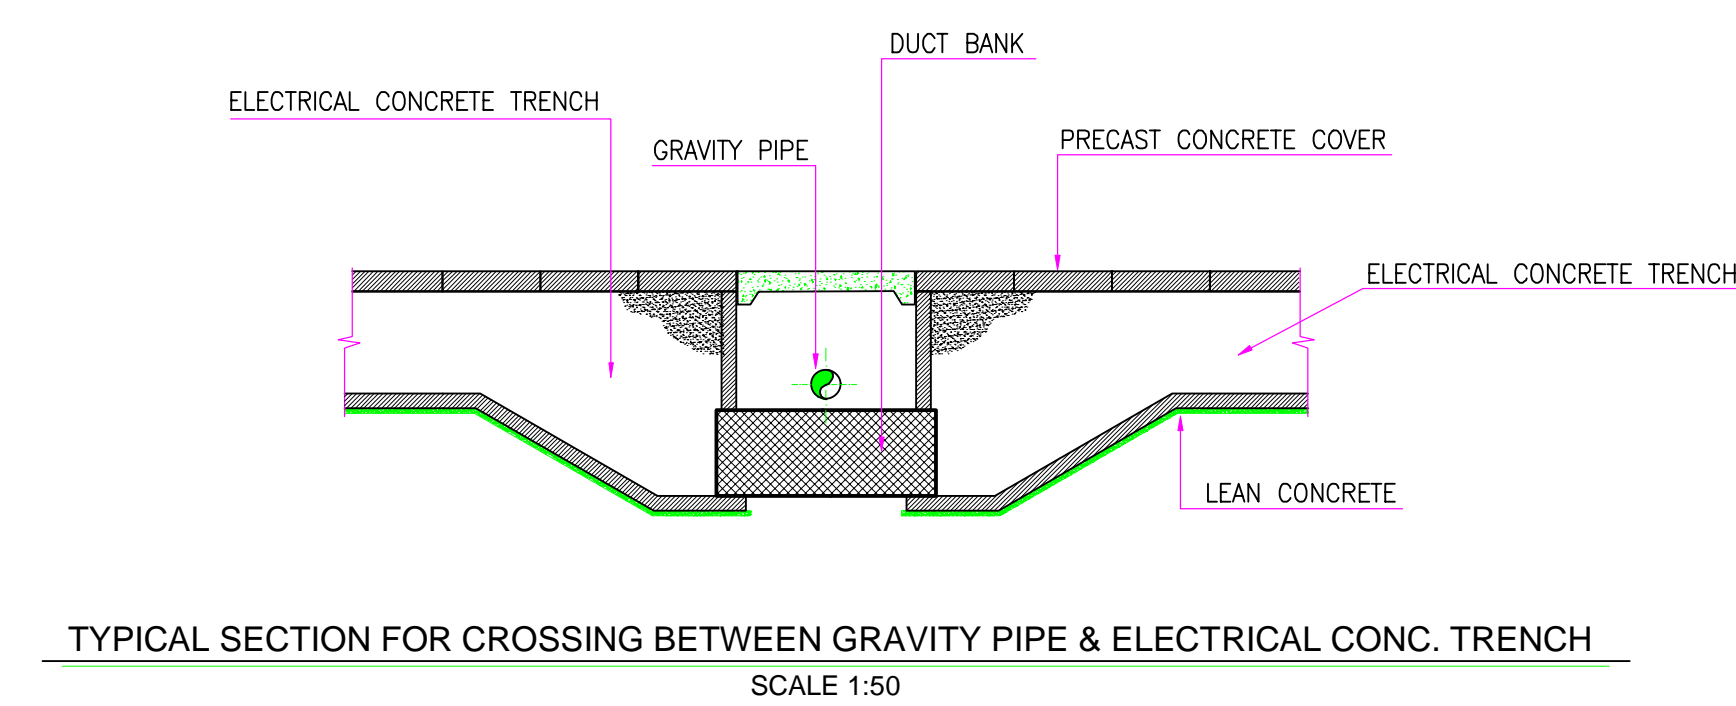 DUCT BANK
ELECTRICAL CONCRETE TRENCH
GRAVITY PIPE
PRECAST CONCRETE COVER
ELECTRICAL CONCRETE TRENCH
LEAN CONCRETE
TYPICAL SECTION FOR CROSSING BETWEEN GRAVITY PIPE & ELECTRICAL CONC. TRENCH
SCALE 1:50